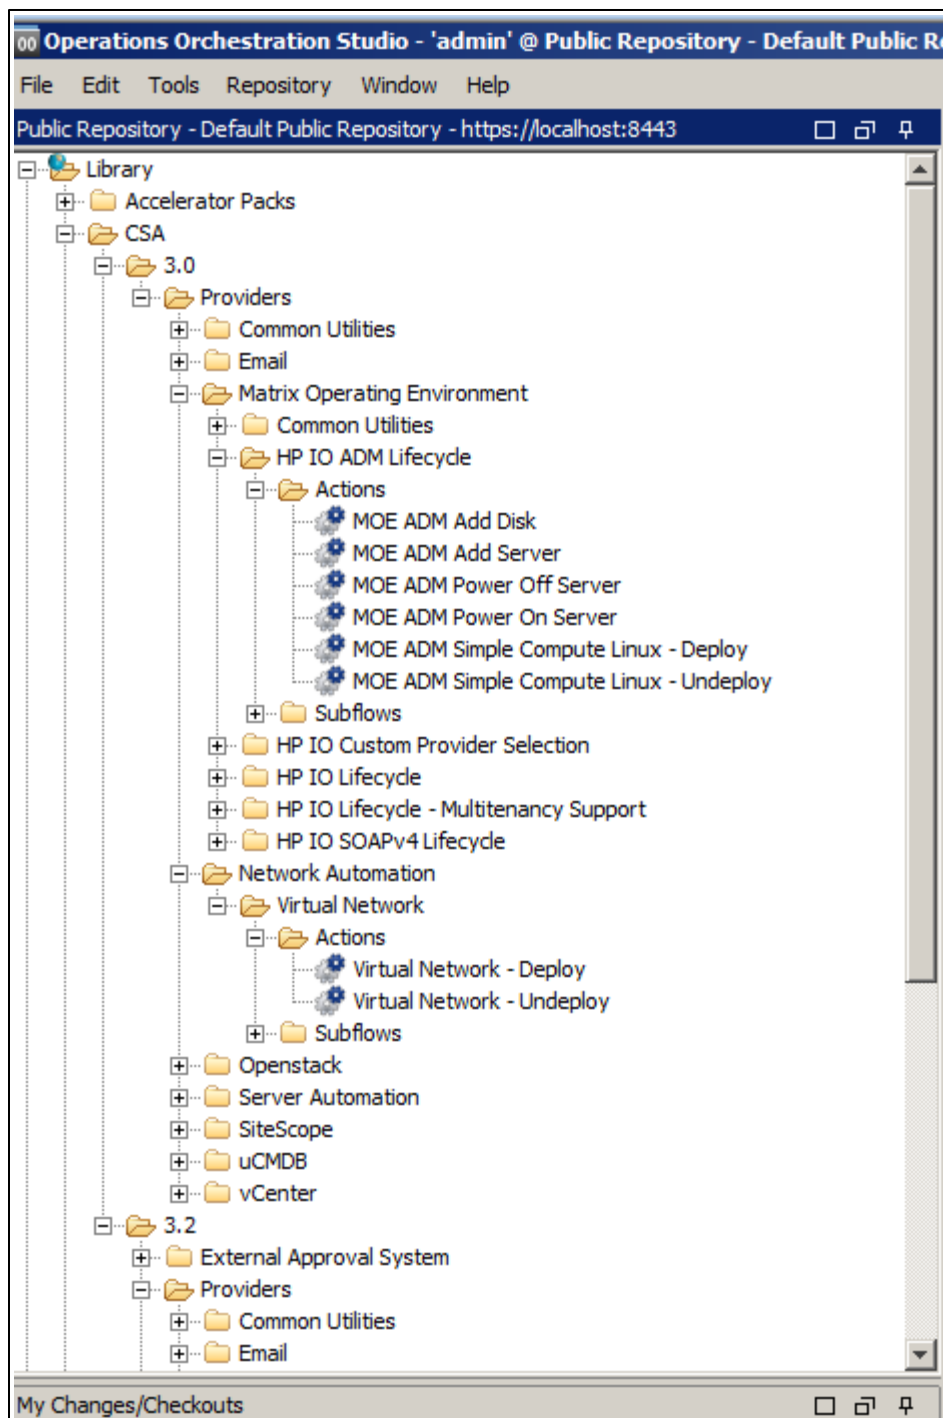 Operations Orchestration Studio - 'admin' @ Public Repository - Default Public R
File Edit Tools Repository Window Help
Public Repository - Default Public Repository - https://localhost:8443
Library
Accelerator Packs
CSA
3.0
Providers
Common Utilities
Email
Matrix Operating Environment
Common Utilities
HP IO ADM Lifecycle
Actions
MOE ADM Add Disk
MOE ADM Add Server
MOE ADM Power Off Server
MOE ADM Power On Server
MOE ADM Simple Compute Linux - Deploy
MOE ADM Simple Compute Linux - Undeploy
Subflows
HP IO Custom Provider Selection
HP IO Lifecycle
HP IO Lifecycle - Multitenancy Support
HP IO SOAPv4 Lifecycle
Network Automation
Virtual Network
Actions
Virtual Network - Deploy
Virtual Network - Undeploy
Subflows
Openstack
Server Automation
SiteScope
uCMDB
vCenter
3.2
External Approval System
Providers
Common Utilities
Email
My Changes/Checkouts